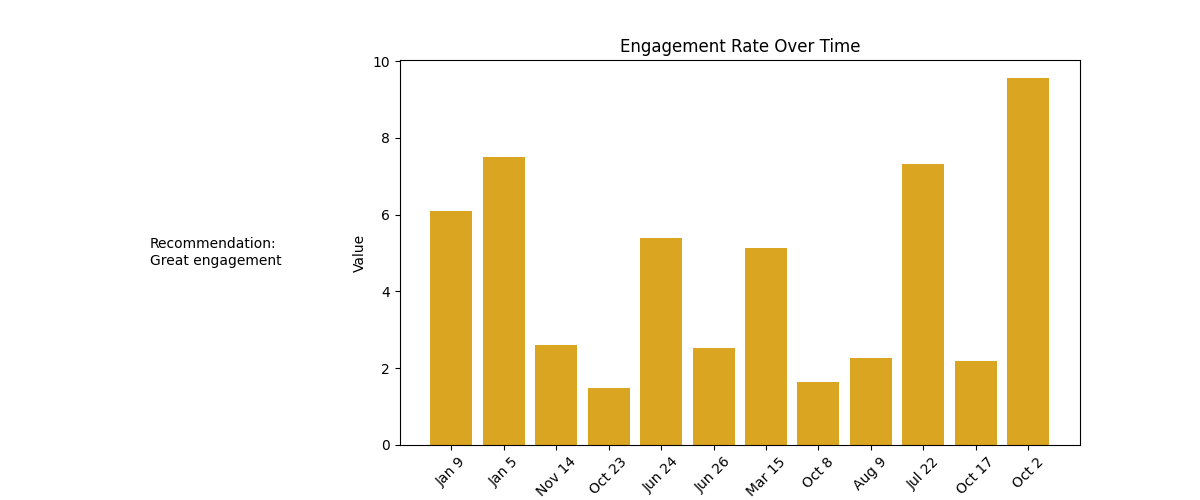 Engagement Rate Over Time
10
8
6
4
2
0
Value
Recommendation:
Great engagement
Jan 9
Jan 5
Nov 14
Oct 23
Jun 24
Jun 26
Mar 15
Oct 8
Aug 9
Jul 22
Oct 17
Oct 2